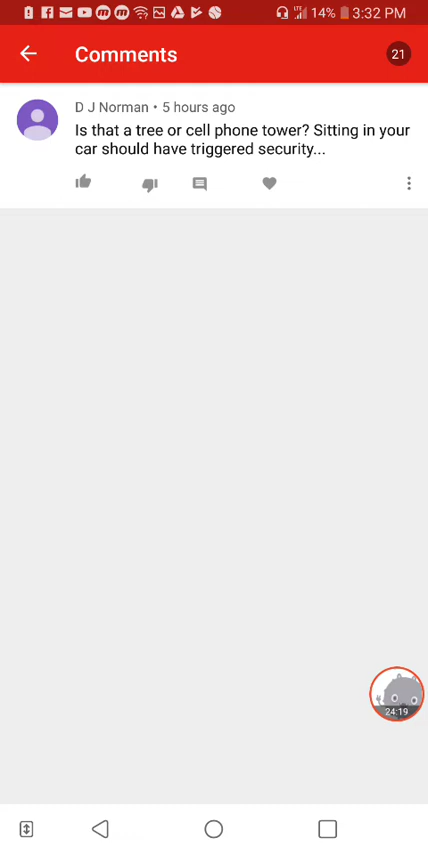 LTE 14% 3:32 PM
Comments
21
D J Norman • 5 hours ago
Is that a tree or cell phone tower? Sitting in your
car should have triggered security...
24:19